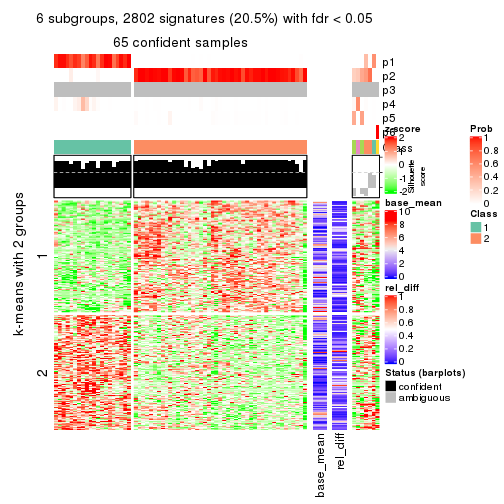 6 subgroups, 2802 signatures (20.5%) with fdr < 0.05
65 confident samples
p1
p2
p3
p4
p5
p6
Class
Silhouette
score
k-means with 2 groups
1
2
base_mean
rel_diff
z-score
2
1
0
-1
-2
base_mean
10
8
6
4
2
0
rel_diff
1
0.8
0.6
0.4
0.2
0
Status (barplots)
confident
ambiguous
Prob
1
0.8
0.6
0.4
0.2
0
Class
1
2